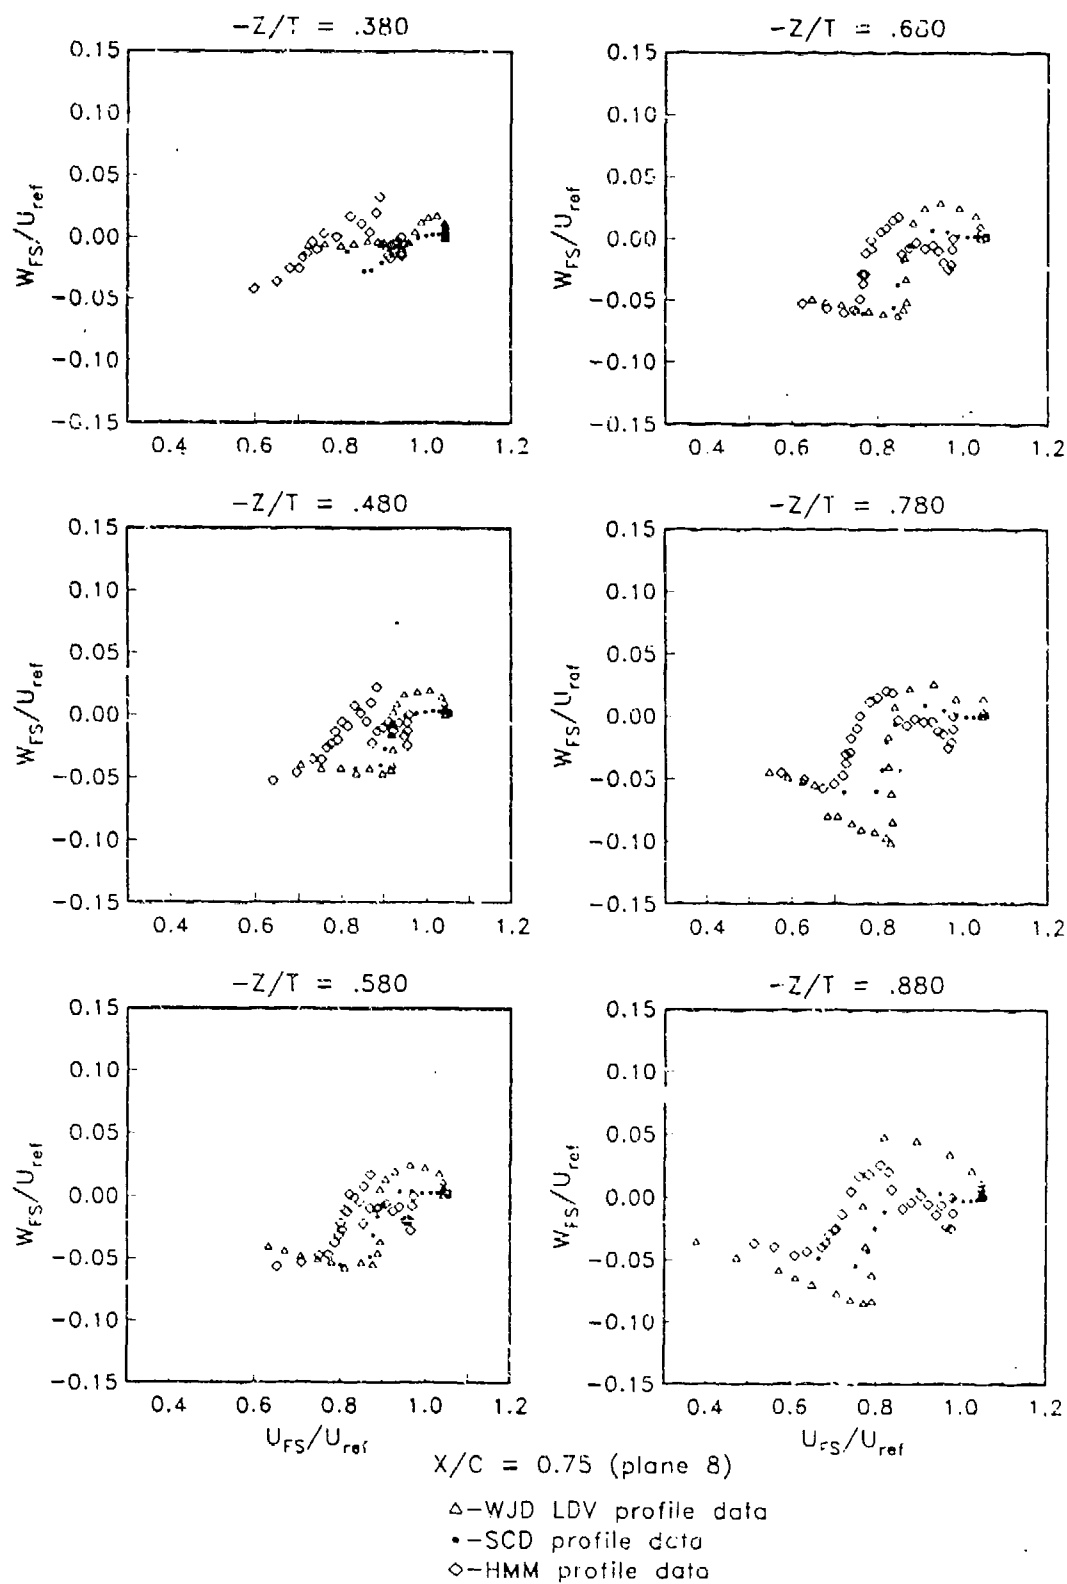 -Z/T = .380
0.15
0.10
0.05
0.00
-0.05
-0.10
-0.15
W_FS/U_ref
0.4 0.6 0.8 1.0 1.2
-Z/T = .680
0.15
0.10
0.05
0.00
-0.05
-0.10
-0.15
W_FS/U_ref
0.4 0.6 0.8 1.0 1.2
-Z/T = .480
0.15
0.10
0.05
0.00
-0.05
-0.10
-0.15
W_FS/U_ref
0.4 0.6 0.8 1.0 1.2
-Z/T = .780
0.15
0.10
0.05
0.00
-0.05
-0.10
-0.15
W_FS/U_ref
0.4 0.6 0.8 1.0 1.2
-Z/T = .580
0.15
0.10
0.05
0.00
-0.05
-0.10
-0.15
W_FS/U_ref
0.4 0.6 0.8 1.0 1.2
U_FS/U_ref
-Z/T = .880
0.15
0.10
0.05
0.00
-0.05
-0.10
-0.15
W_FS/U_ref
0.4 0.6 0.8 1.0 1.2
U_FS/U_ref
X/C = 0.75 (plane 8)
△-WJD LDV profile data
•-SCD profile data
◇-HMM profile data